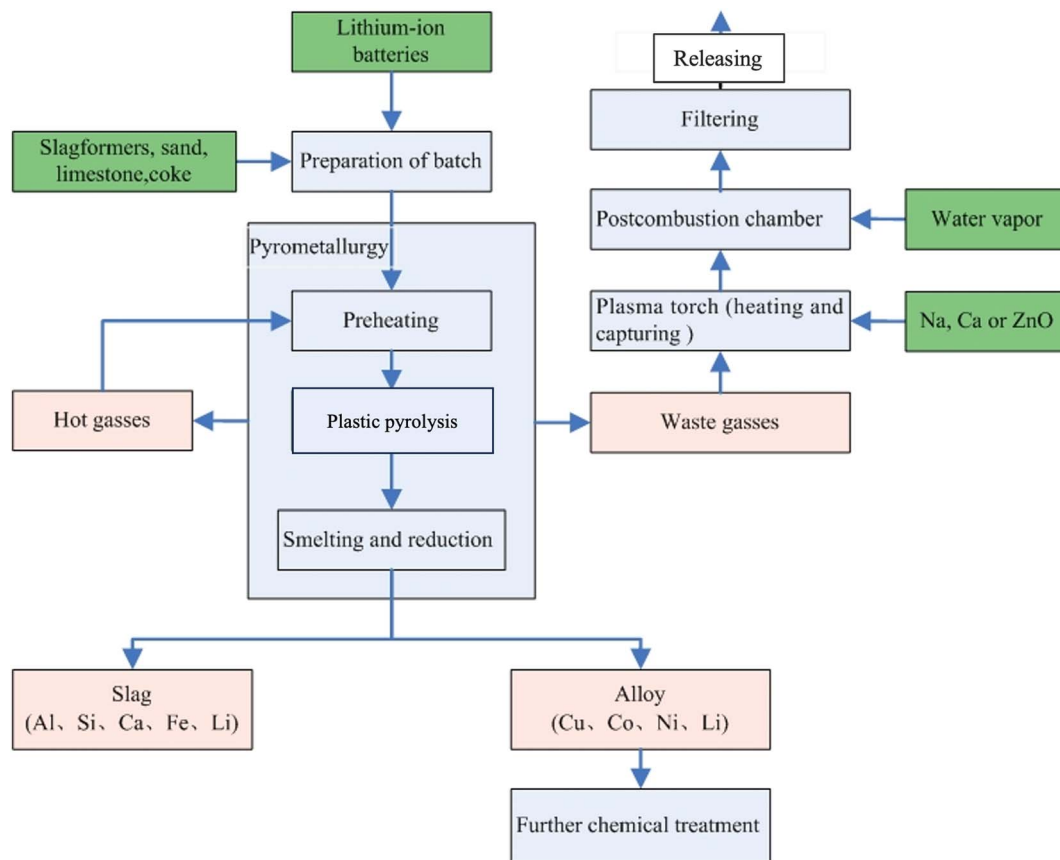 Lithium-ion
batteries
Slagformers, sand,
limestone,coke
Preparation of batch
Pyrometallurgy
Preheating
Hot gasses
Plastic pyrolysis
Smelting and reduction
Slag
(Al、Si、Ca、Fe、Li)
Alloy
(Cu、Co、Ni、Li)
Further chemical treatment
Releasing
Filtering
Postcombustion chamber
Water vapor
Plasma torch (heating and
capturing )
Na, Ca or ZnO
Waste gasses